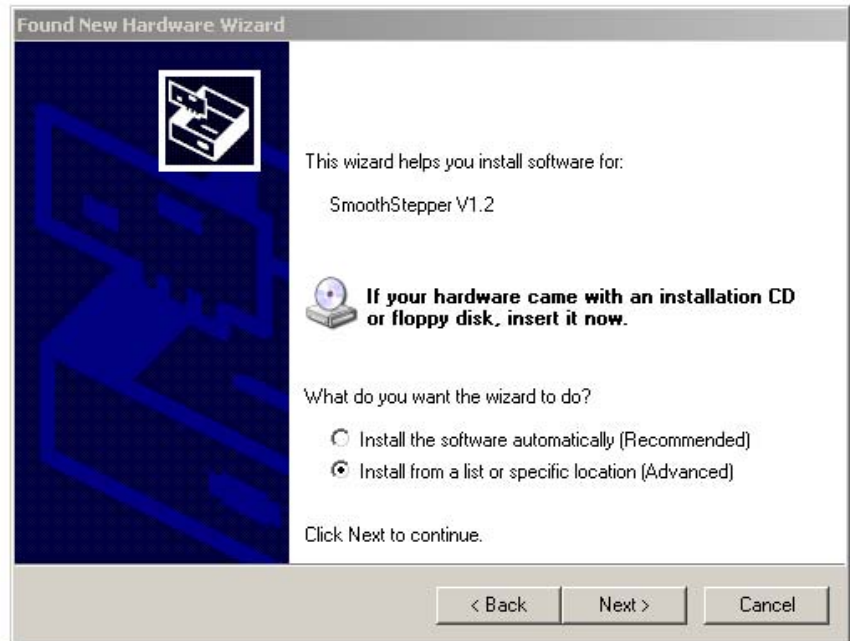 Found New Hardware Wizard
This wizard helps you install software for:
SmoothStepper V1.2
If your hardware came with an installation CD
or floppy disk, insert it now.
What do you want the wizard to do?
Install the software automatically (Recommended)
Install from a list or specific location (Advanced)
Click Next to continue.
< Back Next > Cancel